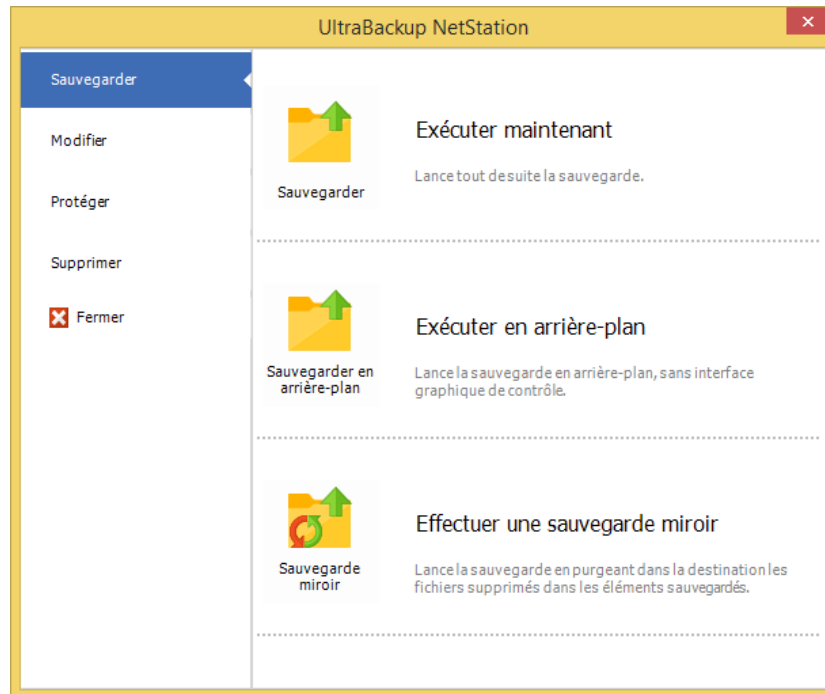 UltraBackup NetStation
Sauvegarder
Modifier
Protéger
Supprimer
Fermer
Sauvegarder
Exécuter maintenant
Lance tout de suite la sauvegarde.
Sauvegarder en
arrière-plan
Exécuter en arrière-plan
Lance la sauvegarde en arrière-plan, sans interface
graphique de contrôle.
Sauvegarde
miroir
Effectuer une sauvegarde miroir
Lance la sauvegarde en purgeant dans la destination les
fichiers supprimés dans les éléments sauvegardés.